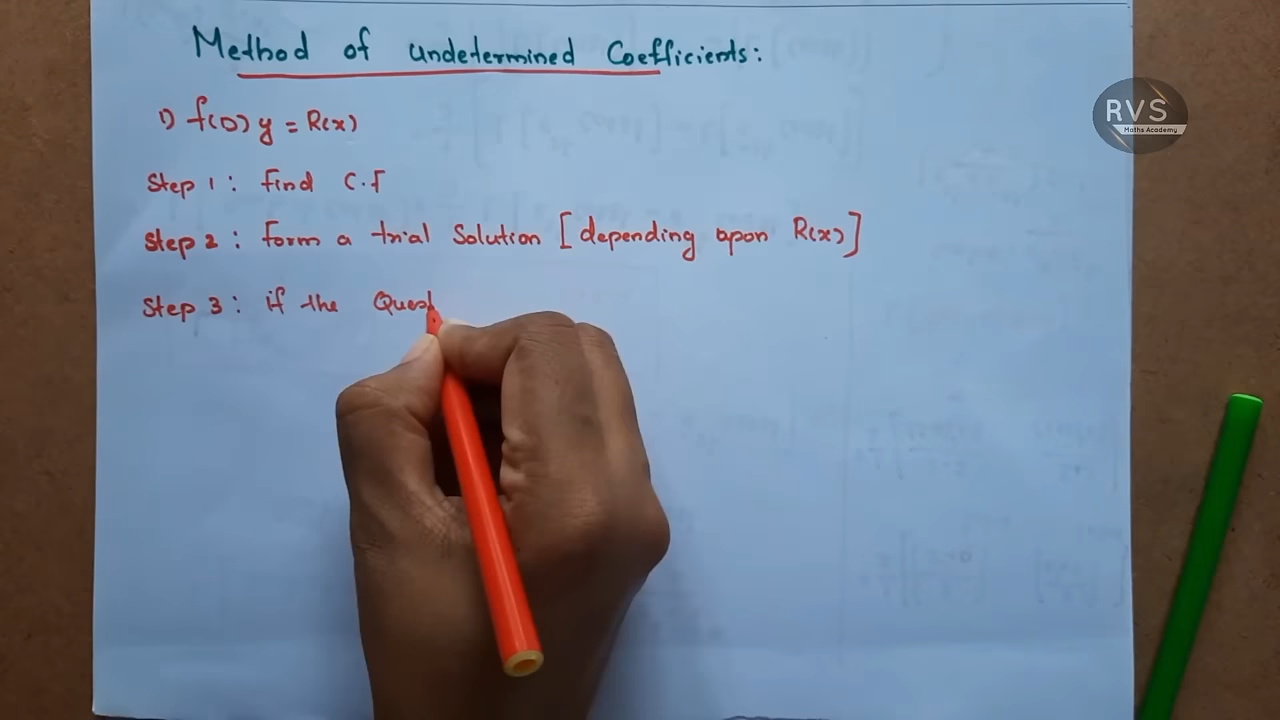 Method of undetermined Coefficients:
1) f(D) y = R(x)
Step 1 : find C.f
Step 2 : form a trial Solution [depending upon R(x)]
Step 3 : if the Quest
RVS
Maths Academy